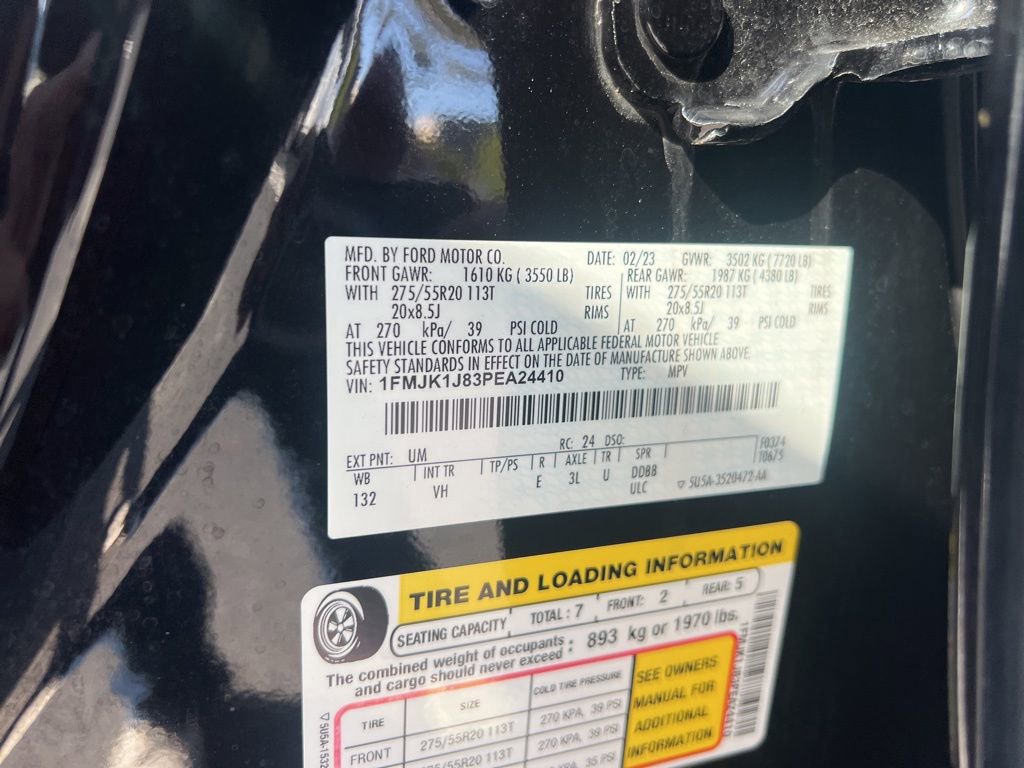 MFD. BY FORD MOTOR CO. DATE: 02/23 GVWR: 3502 KG (7720 LB)
FRONT GAWR: 1610 KG (3550 LB) REAR GAWR: 1987 KG (4380 LB)
WITH 275/55R20 113T TIRES WITH 275/55R20 113T TIRES
20x8.5J RIMS 20x8.5J RIMS
AT 270 kPa/ 39 PSI COLD AT 270 kPa/ 39 PSI COLD
THIS VEHICLE CONFORMS TO ALL APPLICABLE FEDERAL MOTOR VEHICLE
SAFETY STANDARDS IN EFFECT ON THE DATE OF MANUFACTURE SHOWN ABOVE.
VIN: 1FMJK1J83PEA24410 TYPE: MPV
EXT PNT: UM RC: 24 DSO: F0374
WB INT TR TP/PS R AXLE TR SPR T0675
132 VH E 3L U DDBB 5U5A-3520472-AA
ULC
TIRE AND LOADING INFORMATION
SEATING CAPACITY TOTAL: 7 FRONT: 2 REAR: 5
The combined weight of occupants and cargo should never exceed: 893 kg or 1970 lbs.
TIRE SIZE COLD TIRE PRESSURE
FRONT 275/55R20 113T 270 KPA, 39 PSI
275/55R20 113T 35 PSI
SEE OWNERS
MANUAL FOR
ADDITIONAL
INFORMATION
5U5A-1532